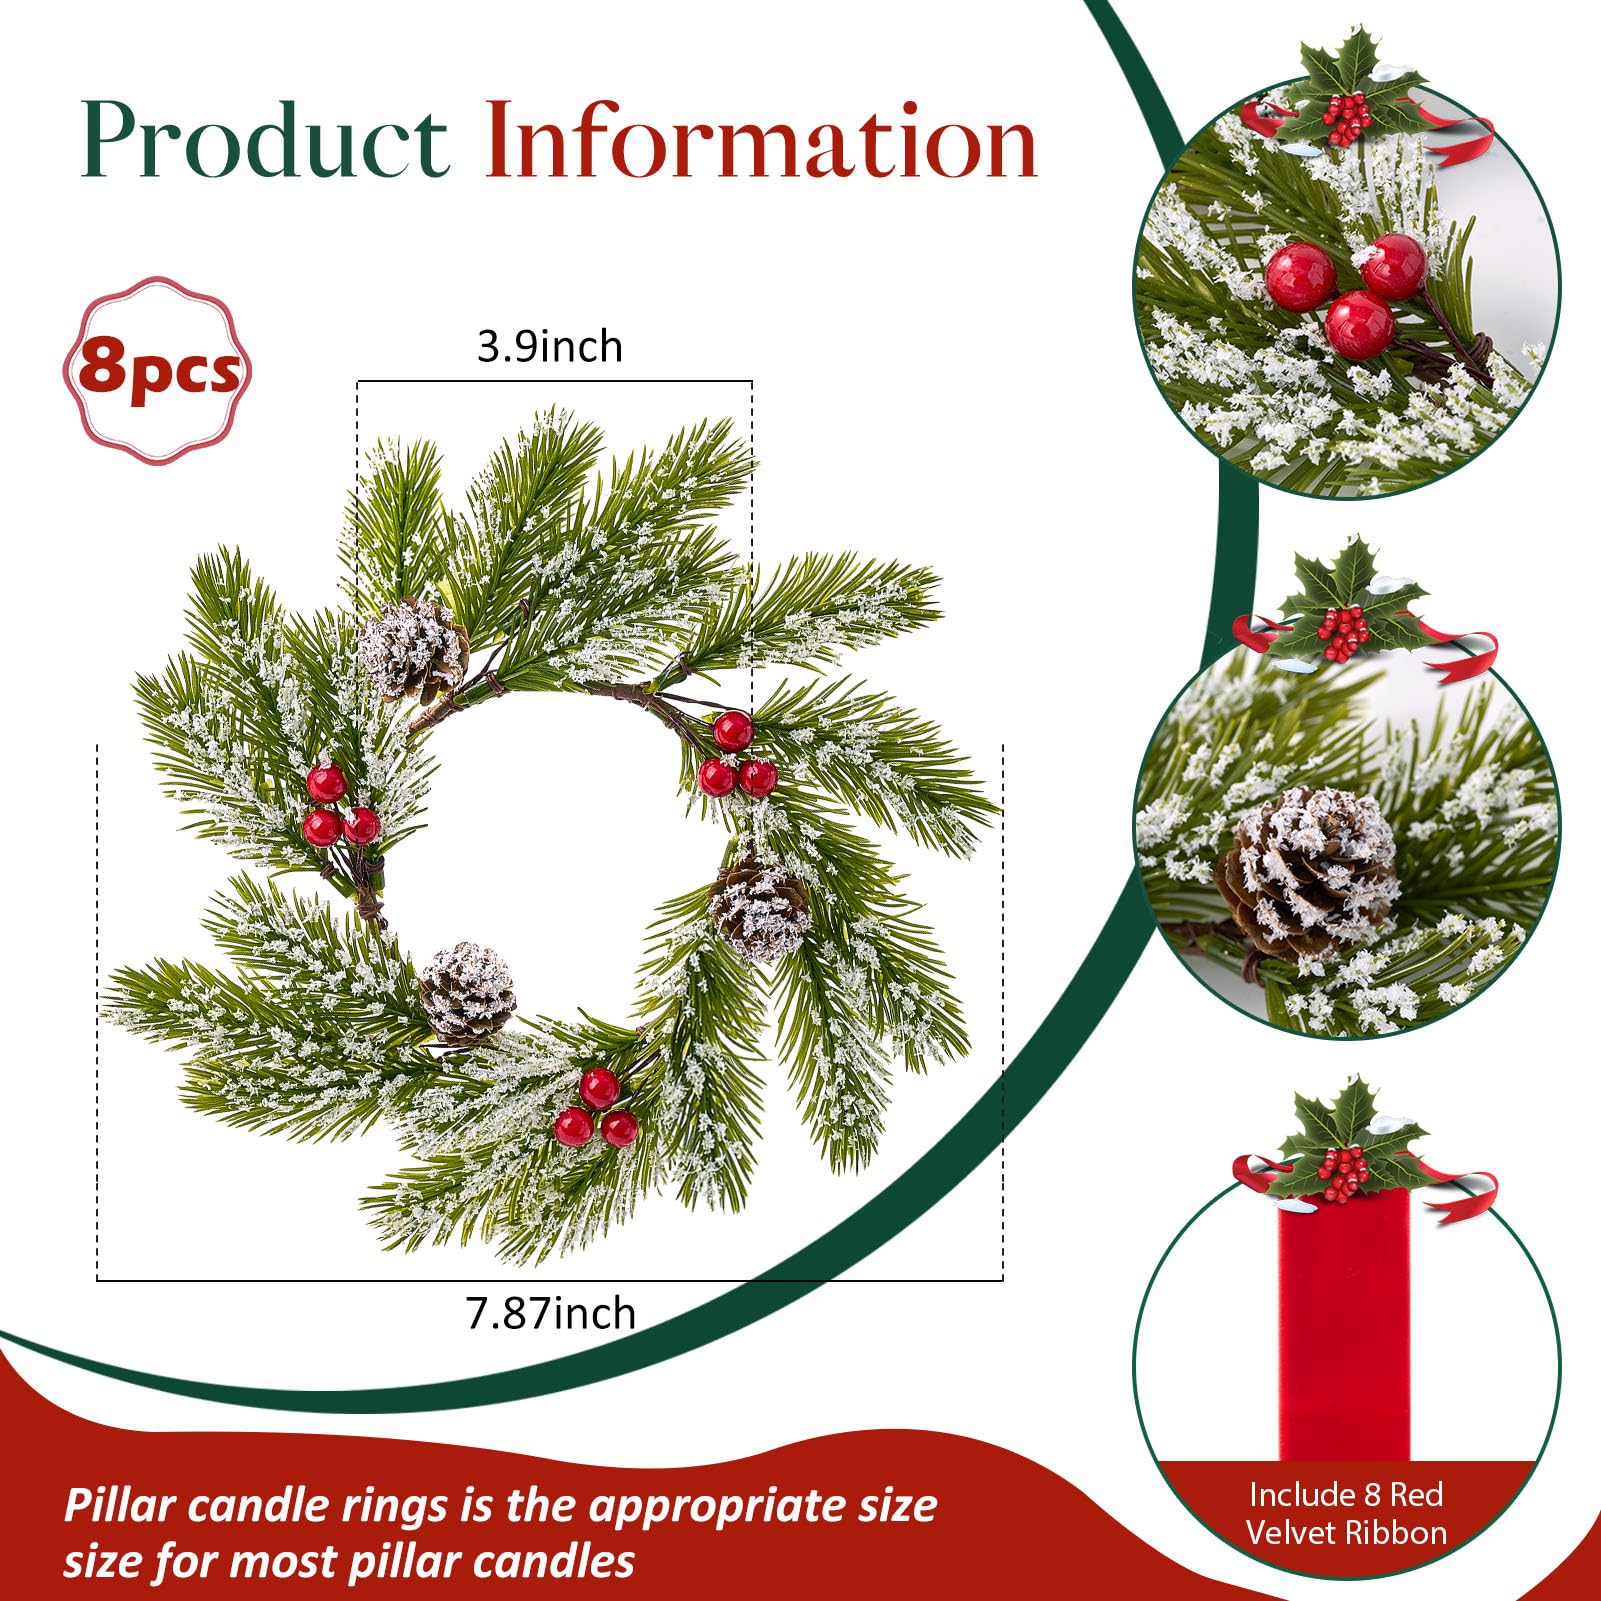 Product Information
8pcs
3.9inch
7.87inch
Pillar candle rings is the appropriate size
size for most pillar candles
Include 8 Red
Velvet Ribbon